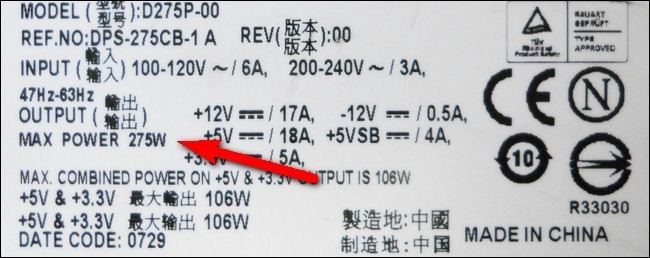 MODEL(型號型号):D275P-00
REF.NO:DPS-275CB-1 A REV(版本版本):00
INPUT(輸入输入) 100-120V ～/ 6A, 200-240V ～/ 3A,
47Hz-63Hz
OUTPUT(輸出输出) +12V ⎓/ 17A, -12V ⎓/ 0.5A,
MAX POWER 275W +5V ⎓/ 18A, +5VSB ⎓/ 4A,
⎓/ 5A,
MAX. COMBINED POWER ON +5V & +3.3V OUTPUT IS 106W
+5V & +3.3V 最大輸出 106W
+5V & +3.3V 最大输出 106W
DATE CODE: 0729
製造地:中國
制造地:中国
MADE IN CHINA
TÜV
BAUART
GEPRÜFT
TYPE
APPROVED
CE
N
10
R33030